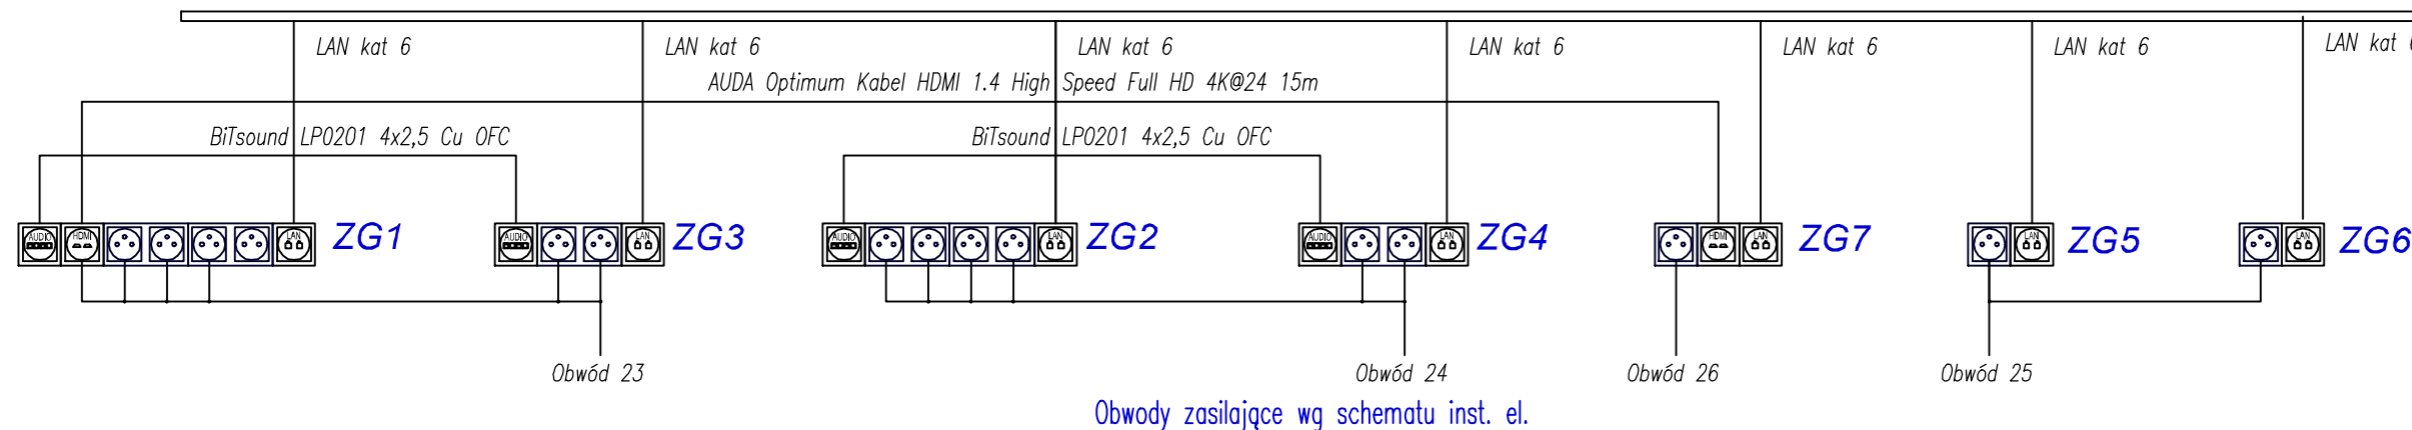 LAN kat 6 LAN kat 6 LAN kat 6 LAN kat 6 LAN kat 6 LAN kat 6 LAN kat 6
AUDA Optimum Kabel HDMI 1.4 High Speed Full HD 4K@24 15m
BiTsound LP0201 4x2,5 Cu OFC BiTsound LP0201 4x2,5 Cu OFC
AUDIO HDMI LAN ZG1 AUDIO LAN ZG3 AUDIO LAN ZG2 AUDIO LAN ZG4 HDMI LAN ZG7 LAN ZG5 LAN ZG6
Obwód 23 Obwód 24 Obwód 26 Obwód 25
Obwody zasilające wg schematu inst. el.